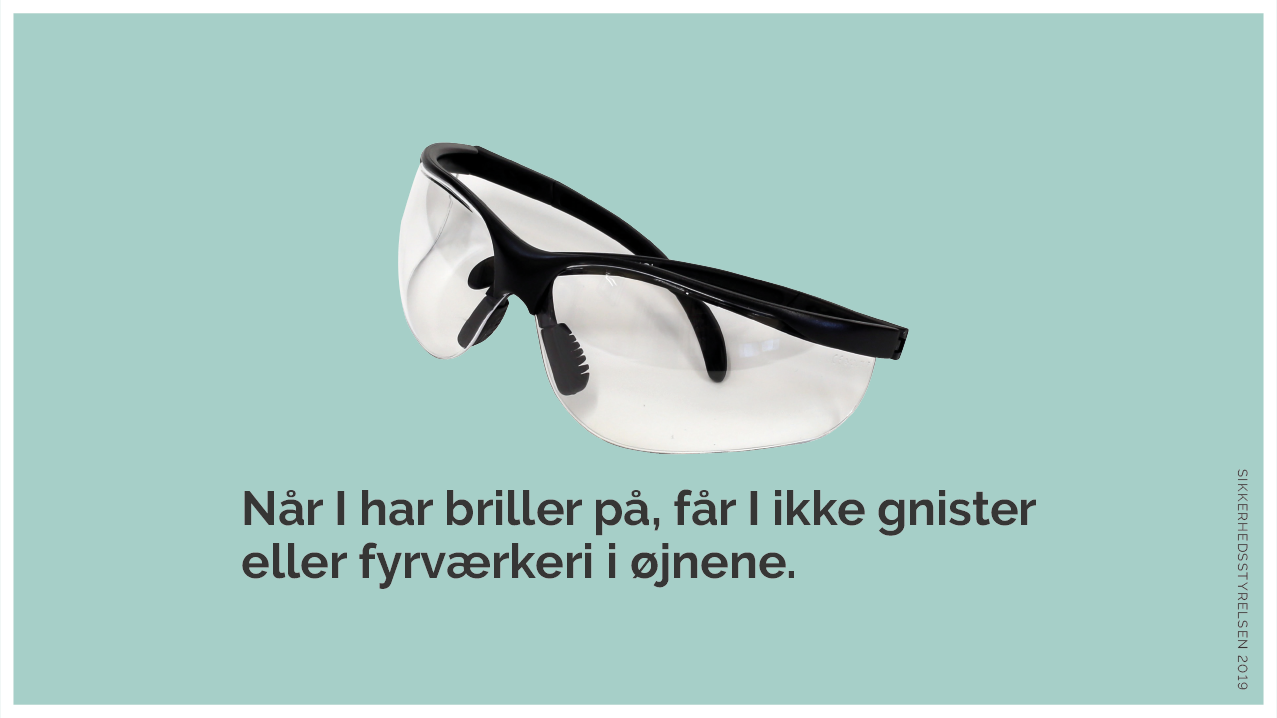 Når I har briller på, får I ikke gnister
eller fyrværkeri i øjnene.
SIKKERHEDSSTYRELSEN 2019